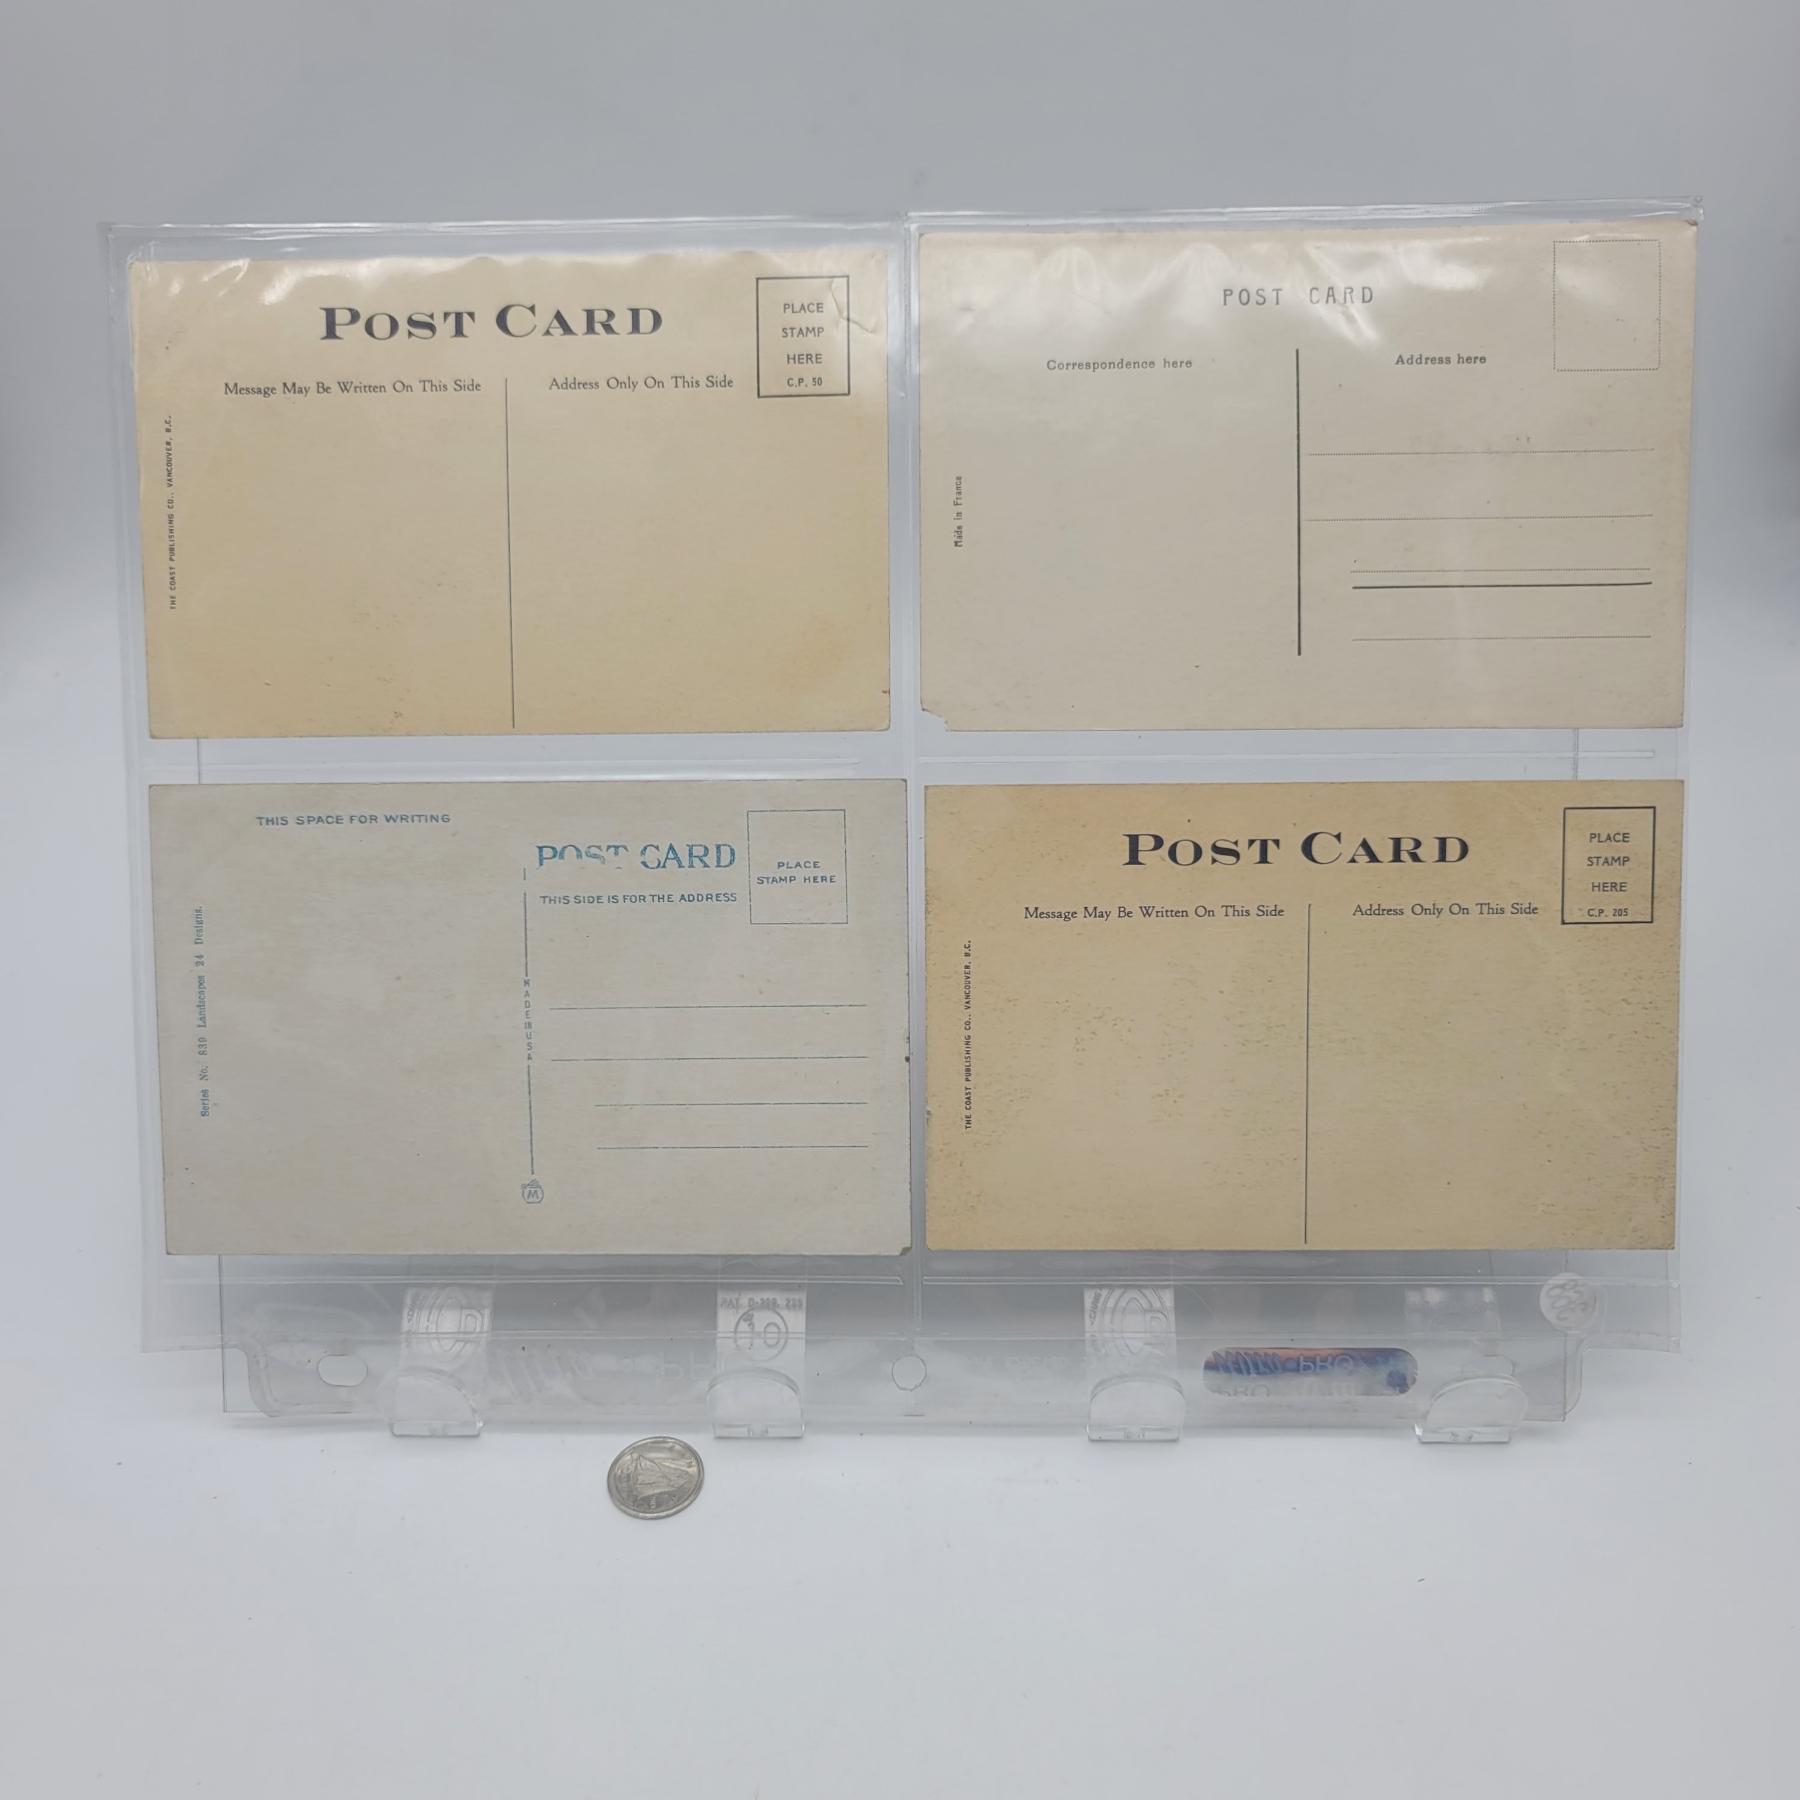 POST CARD
PLACE
STAMP
HERE
C.P. 50
Message May Be Written On This Side
Address Only On This Side
THE COAST PUBLISHING CO., VANCOUVER, B.C.
POST CARD
Correspondence here
Address here
Made in France
THIS SPACE FOR WRITING
POST CARD
PLACE
STAMP HERE
THIS SIDE IS FOR THE ADDRESS
Series No. 839 Landscapes 24 Designs.
MADE IN USA
M
POST CARD
PLACE
STAMP
HERE
C.P. 205
Message May Be Written On This Side
Address Only On This Side
THE COAST PUBLISHING CO., VANCOUVER, B.C.